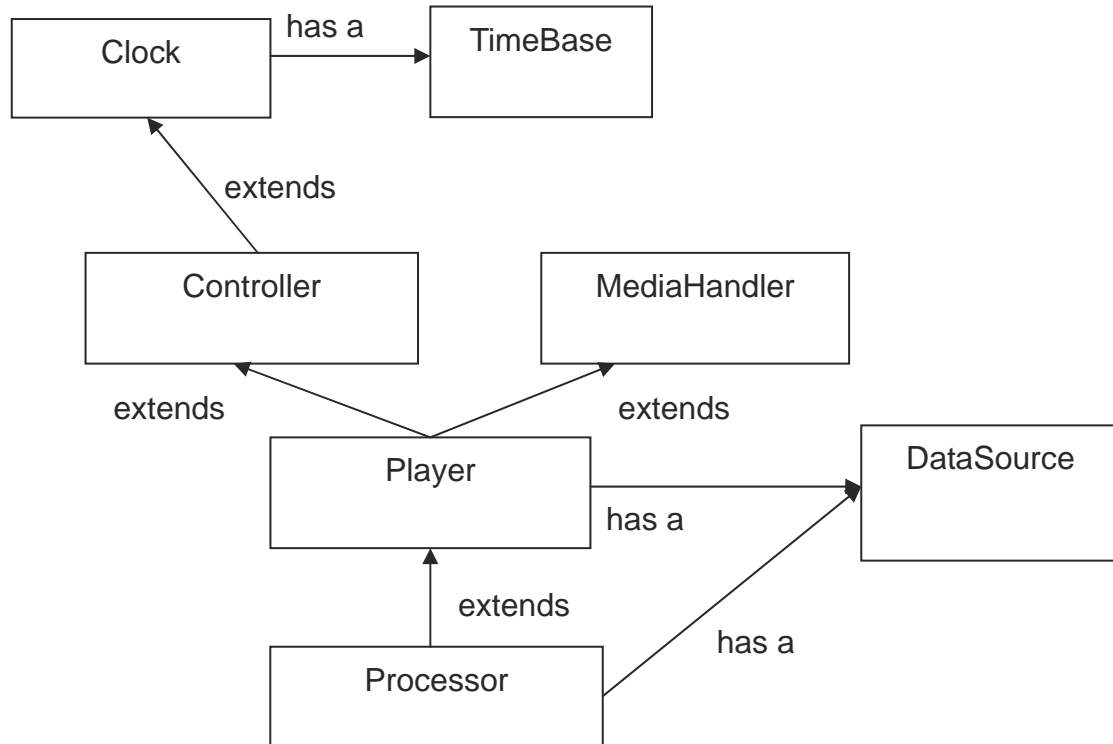 has a
Clock
TimeBase
extends
Controller
MediaHandler
extends
extends
Player
DataSource
has a
extends
has a
Processor